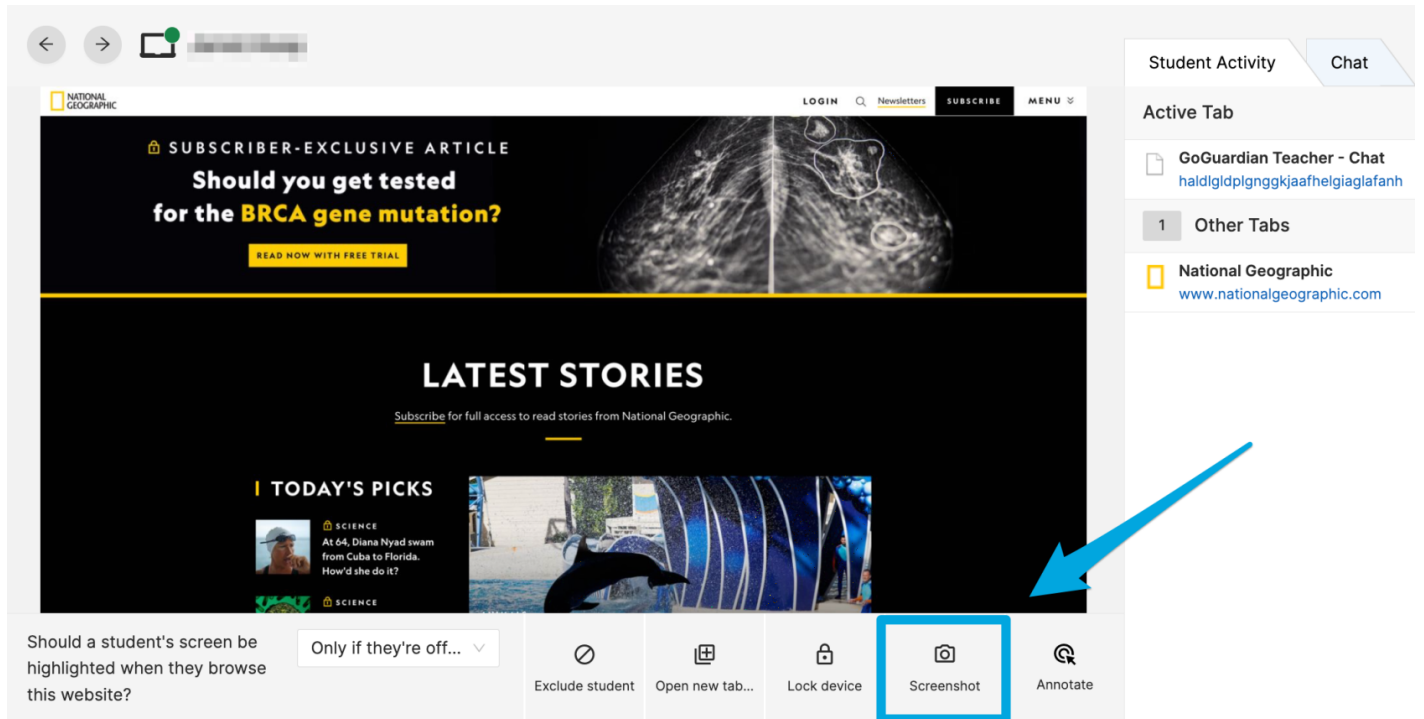 Student Activity
Chat
NATIONAL
GEOGRAPHIC
LOGIN
Newsletters
SUBSCRIBE
MENU
Active Tab
SUBSCRIBER-EXCLUSIVE ARTICLE
Should you get tested
for the BRCA gene mutation?
READ NOW WITH FREE TRIAL
GoGuardian Teacher - Chat
haldlgldplgnggkjaafhelgiaglafanh
1 Other Tabs
National Geographic
www.nationalgeographic.com
LATEST STORIES
Subscribe for full access to read stories from National Geographic.
TODAY'S PICKS
SCIENCE
At 64, Diana Nyad swam
from Cuba to Florida.
How'd she do it?
SCIENCE
Should a student's screen be
highlighted when they browse
this website?
Only if they're off...
Exclude student
Open new tab...
Lock device
Screenshot
Annotate